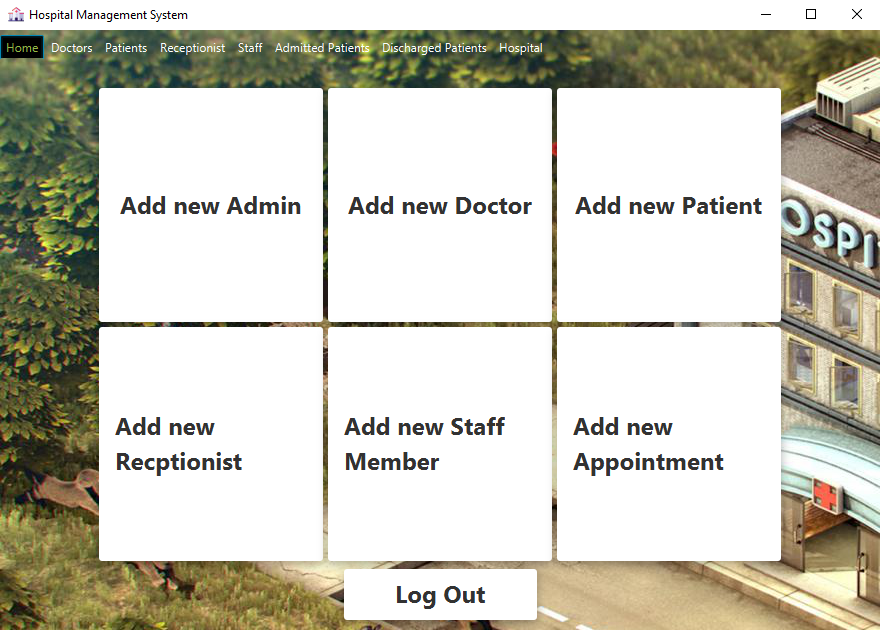 Hospital Management System
Home Doctors Patients Receptionist Staff Admitted Patients Discharged Patients Hospital
Add new Admin
Add new Doctor
Add new Patient
OSPI
Add new
Recptionist
Add new Staff
Member
Add new
Appointment
Log Out